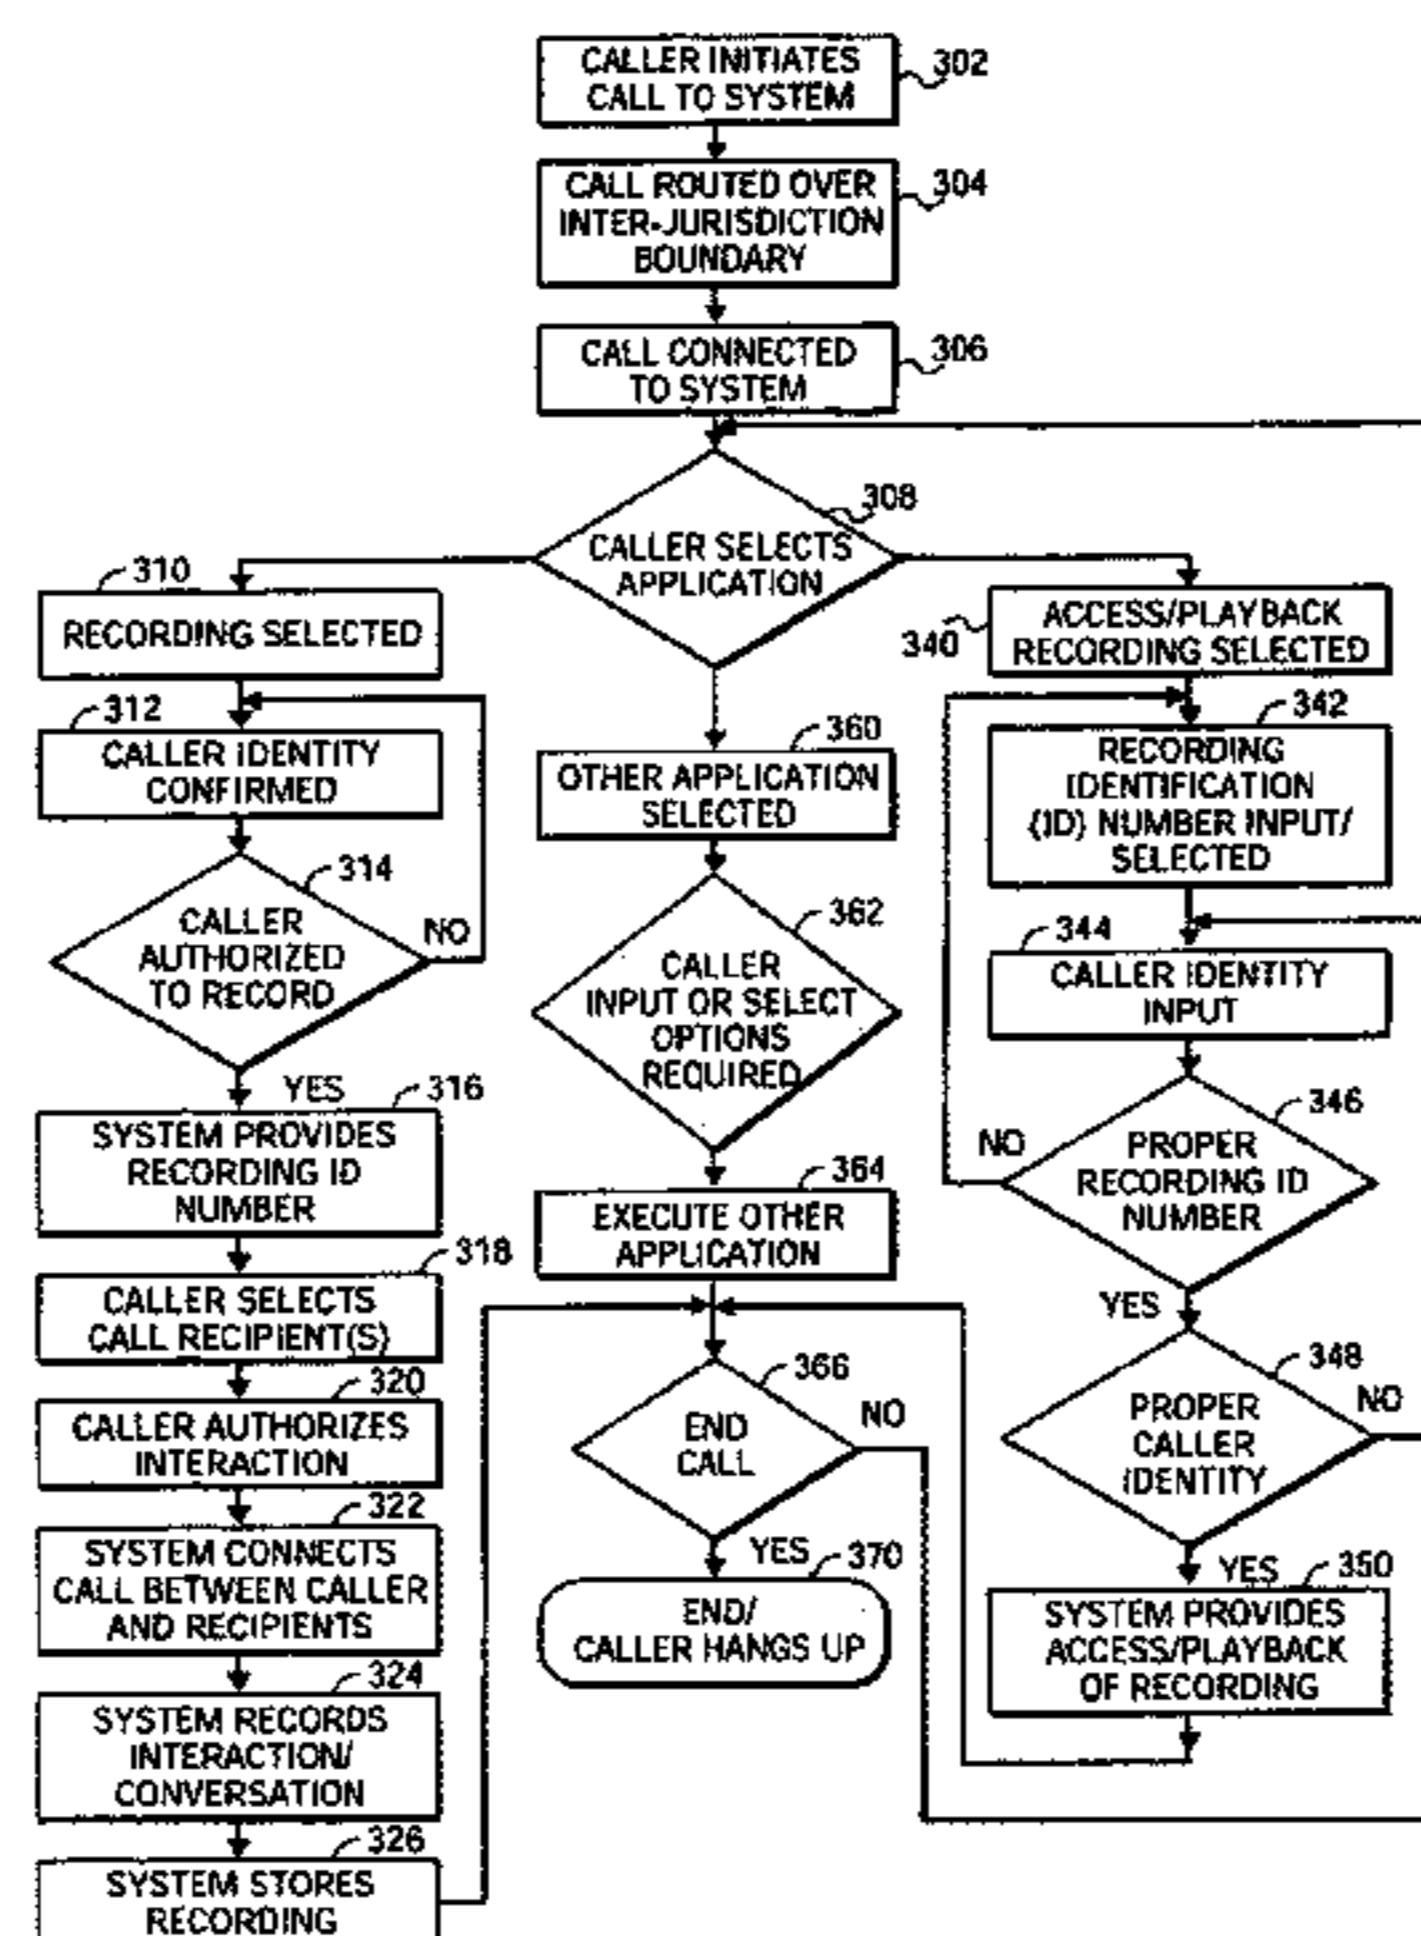 CALLER INITIATES
CALL TO SYSTEM
302
CALL ROUTED OVER
INTER-JURISDICTION
BOUNDARY
304
CALL CONNECTED
TO SYSTEM
306
CALLER SELECTS
APPLICATION
308
310
RECORDING SELECTED
312
CALLER IDENTITY
CONFIRMED
314
CALLER
AUTHORIZED
TO RECORD
NO
YES
316
SYSTEM PROVIDES
RECORDING ID
NUMBER
318
CALLER SELECTS
CALL RECIPIENT(S)
320
CALLER AUTHORIZES
INTERACTION
322
SYSTEM CONNECTS
CALL BETWEEN CALLER
AND RECIPIENTS
324
SYSTEM RECORDS
INTERACTION/
CONVERSATION
326
SYSTEM STORES
RECORDING
360
OTHER APPLICATION
SELECTED
362
CALLER
INPUT OR SELECT
OPTIONS
REQUIRED
364
EXECUTE OTHER
APPLICATION
366
END
CALL
NO
YES
370
END/
CALLER HANGS UP
340
ACCESS/PLAYBACK
RECORDING SELECTED
342
RECORDING
IDENTIFICATION
(ID) NUMBER INPUT/
SELECTED
344
CALLER IDENTITY
INPUT
346
PROPER
RECORDING ID
NUMBER
NO
YES
348
PROPER
CALLER
IDENTITY
NO
YES
350
SYSTEM PROVIDES
ACCESS/PLAYBACK
OF RECORDING